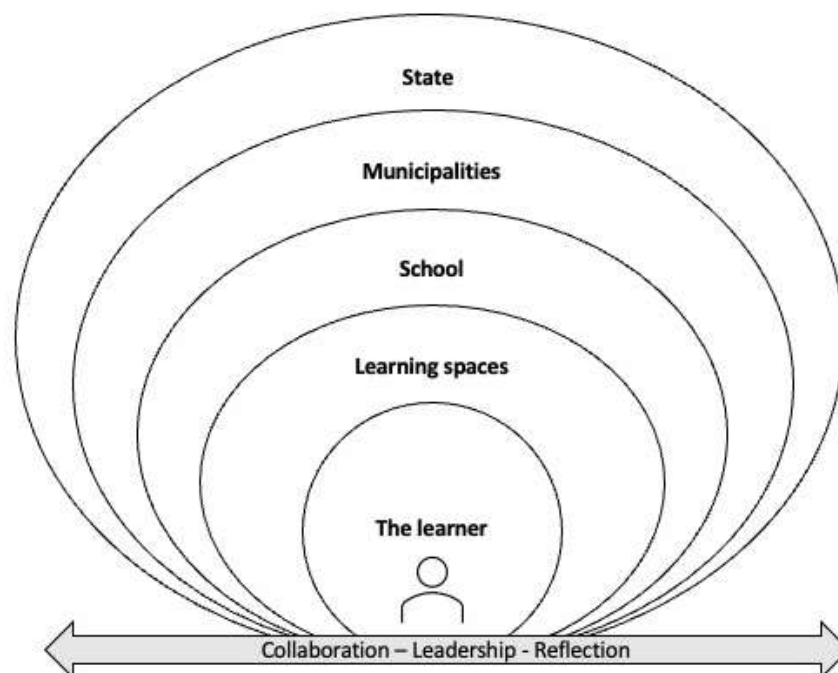 State
Municipalities
School
Learning spaces
The learner
Collaboration – Leadership - Reflection